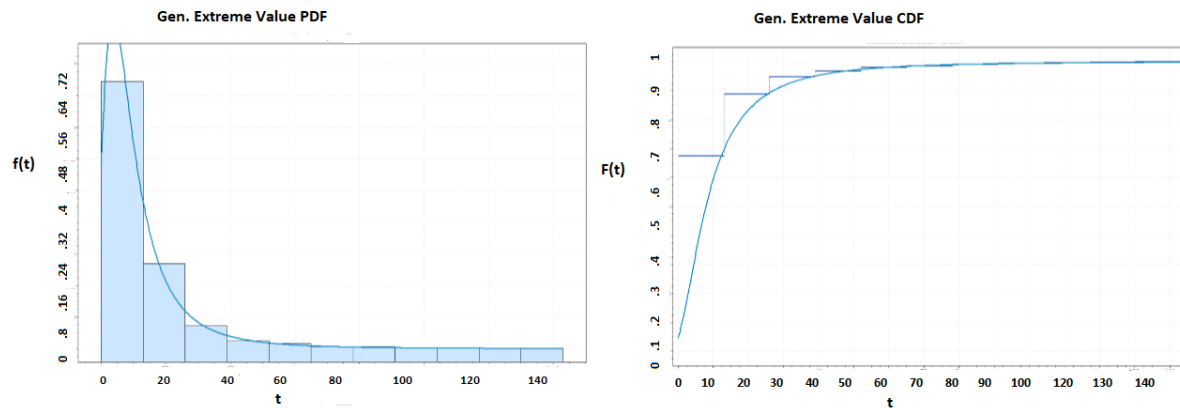 Gen. Extreme Value PDF
.72
.64
.56
.48
.4
.32
.24
.16
.8
0
f(t)
0 20 40 60 80 100 120 140
t
Gen. Extreme Value CDF
1
.9
.8
.7
.6
.5
.4
.3
.2
0.1
F(t)
0 10 20 30 40 50 60 70 80 90 100 110 120 130 140
t